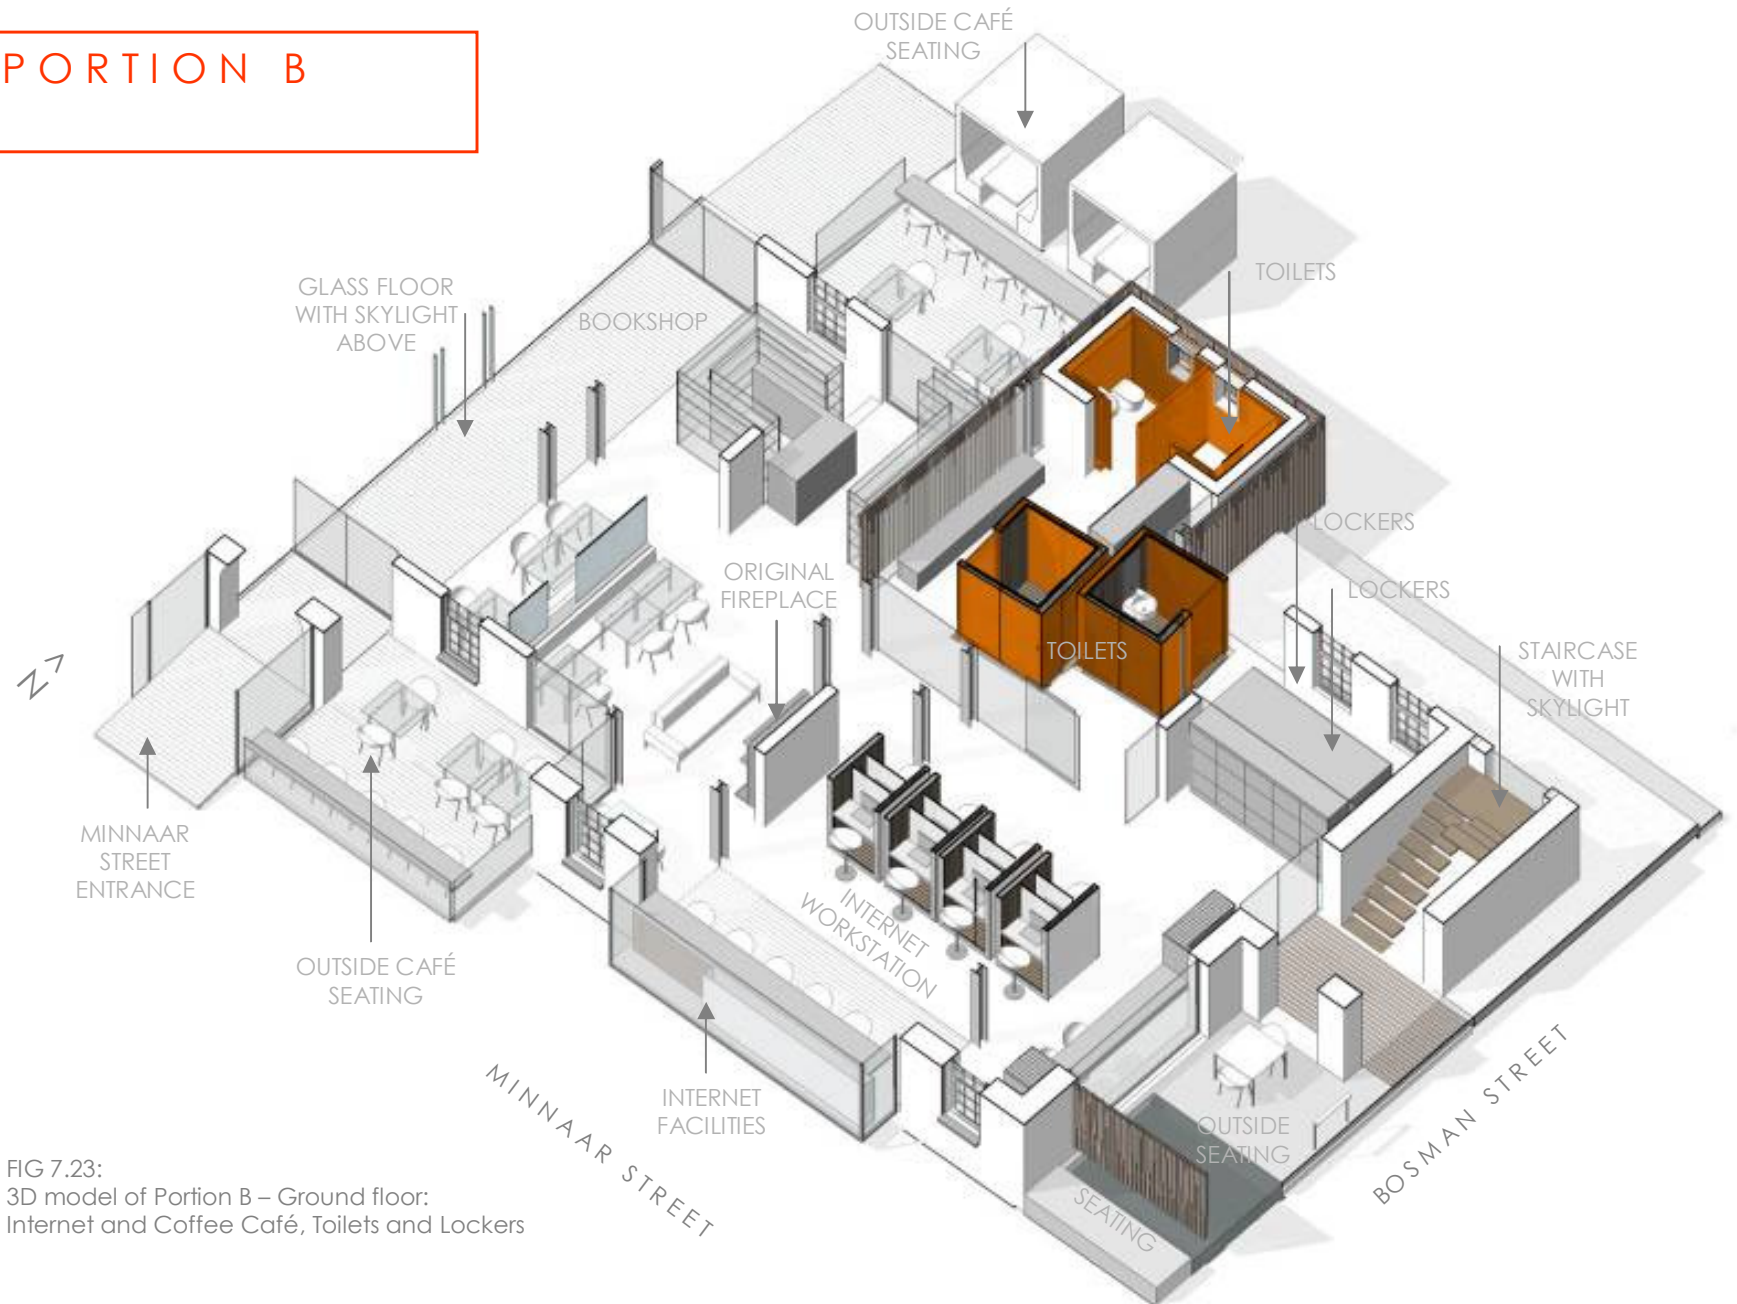 PORTION B
OUTSIDE CAFÉ
SEATING
TOILETS
GLASS FLOOR
WITH SKYLIGHT
ABOVE
BOOKSHOP
LOCKERS
ORIGINAL
FIREPLACE
LOCKERS
TOILETS
STAIRCASE
WITH
SKYLIGHT
N
MINNAAR
STREET
ENTRANCE
OUTSIDE CAFÉ
SEATING
INTERNET
WORKSTATION
INTERNET
FACILITIES
MINNAAR STREET
OUTSIDE
SEATING
BOSMAN STREET
SEATING
FIG 7.23:
3D model of Portion B – Ground floor:
Internet and Coffee Café, Toilets and Lockers